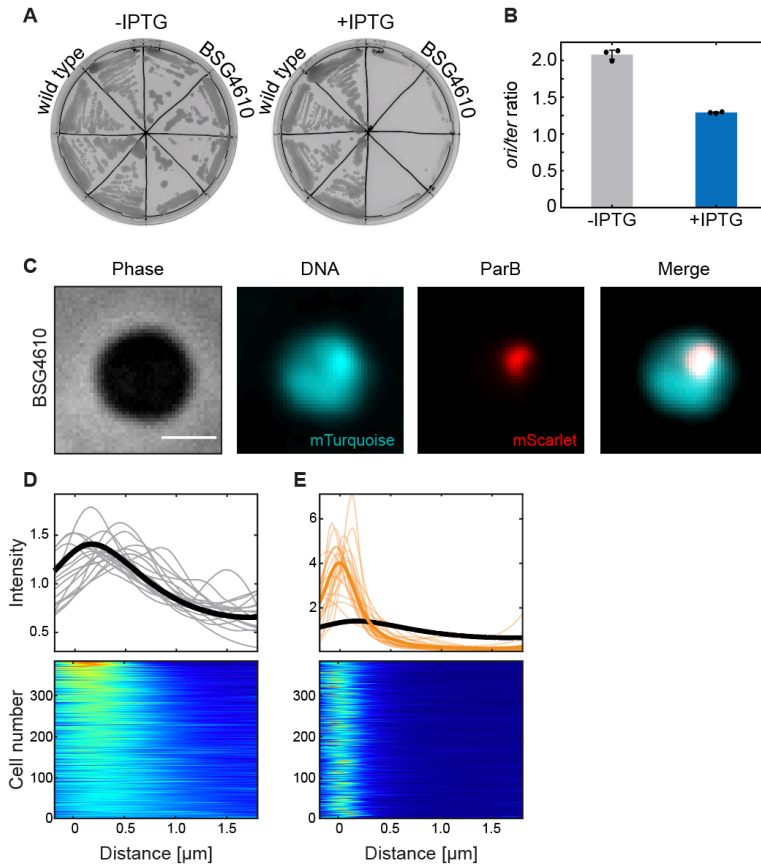 A
-IPTG
+IPTG
wild type
BSG4610
wild type
BSG4610
B
ori/ter ratio
2.0
1.5
1.0
0.5
0
-IPTG
+IPTG
C
Phase
DNA
ParB
Merge
BSG4610
mTurquoise
mScarlet
D
E
Intensity
1.5
1.0
0.5
6
4
2
Cell number
300
200
100
0
300
200
100
0
0
0.5
1.0
1.5
0
0.5
1.0
1.5
Distance [µm]
Distance [µm]